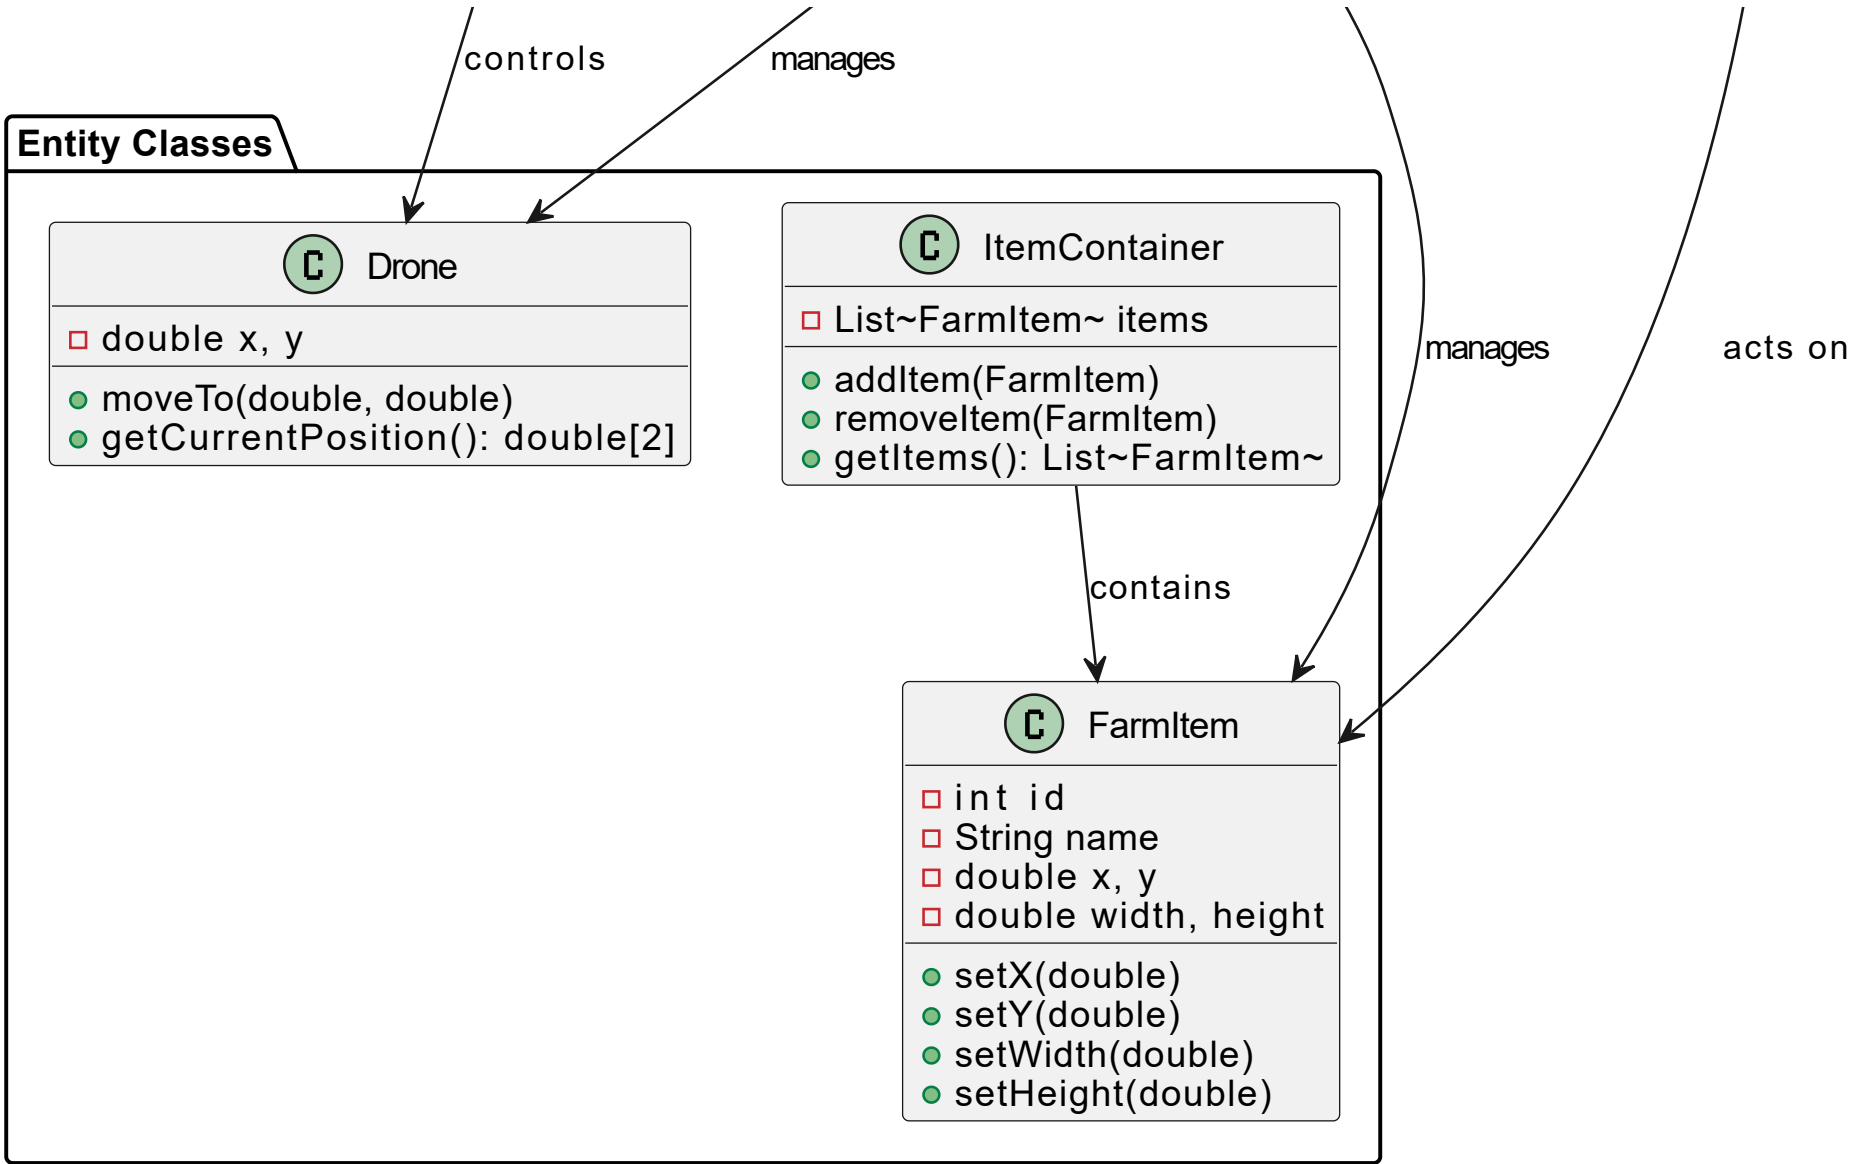 controls
manages
Entity Classes
C Drone
double x, y
moveTo(double, double)
getCurrentPosition(): double[2]
C ItemContainer
List~FarmItem~ items
addItem(FarmItem)
removeItem(FarmItem)
getItems(): List~FarmItem~
manages
acts on
contains
C FarmItem
int id
String name
double x, y
double width, height
setX(double)
setY(double)
setWidth(double)
setHeight(double)